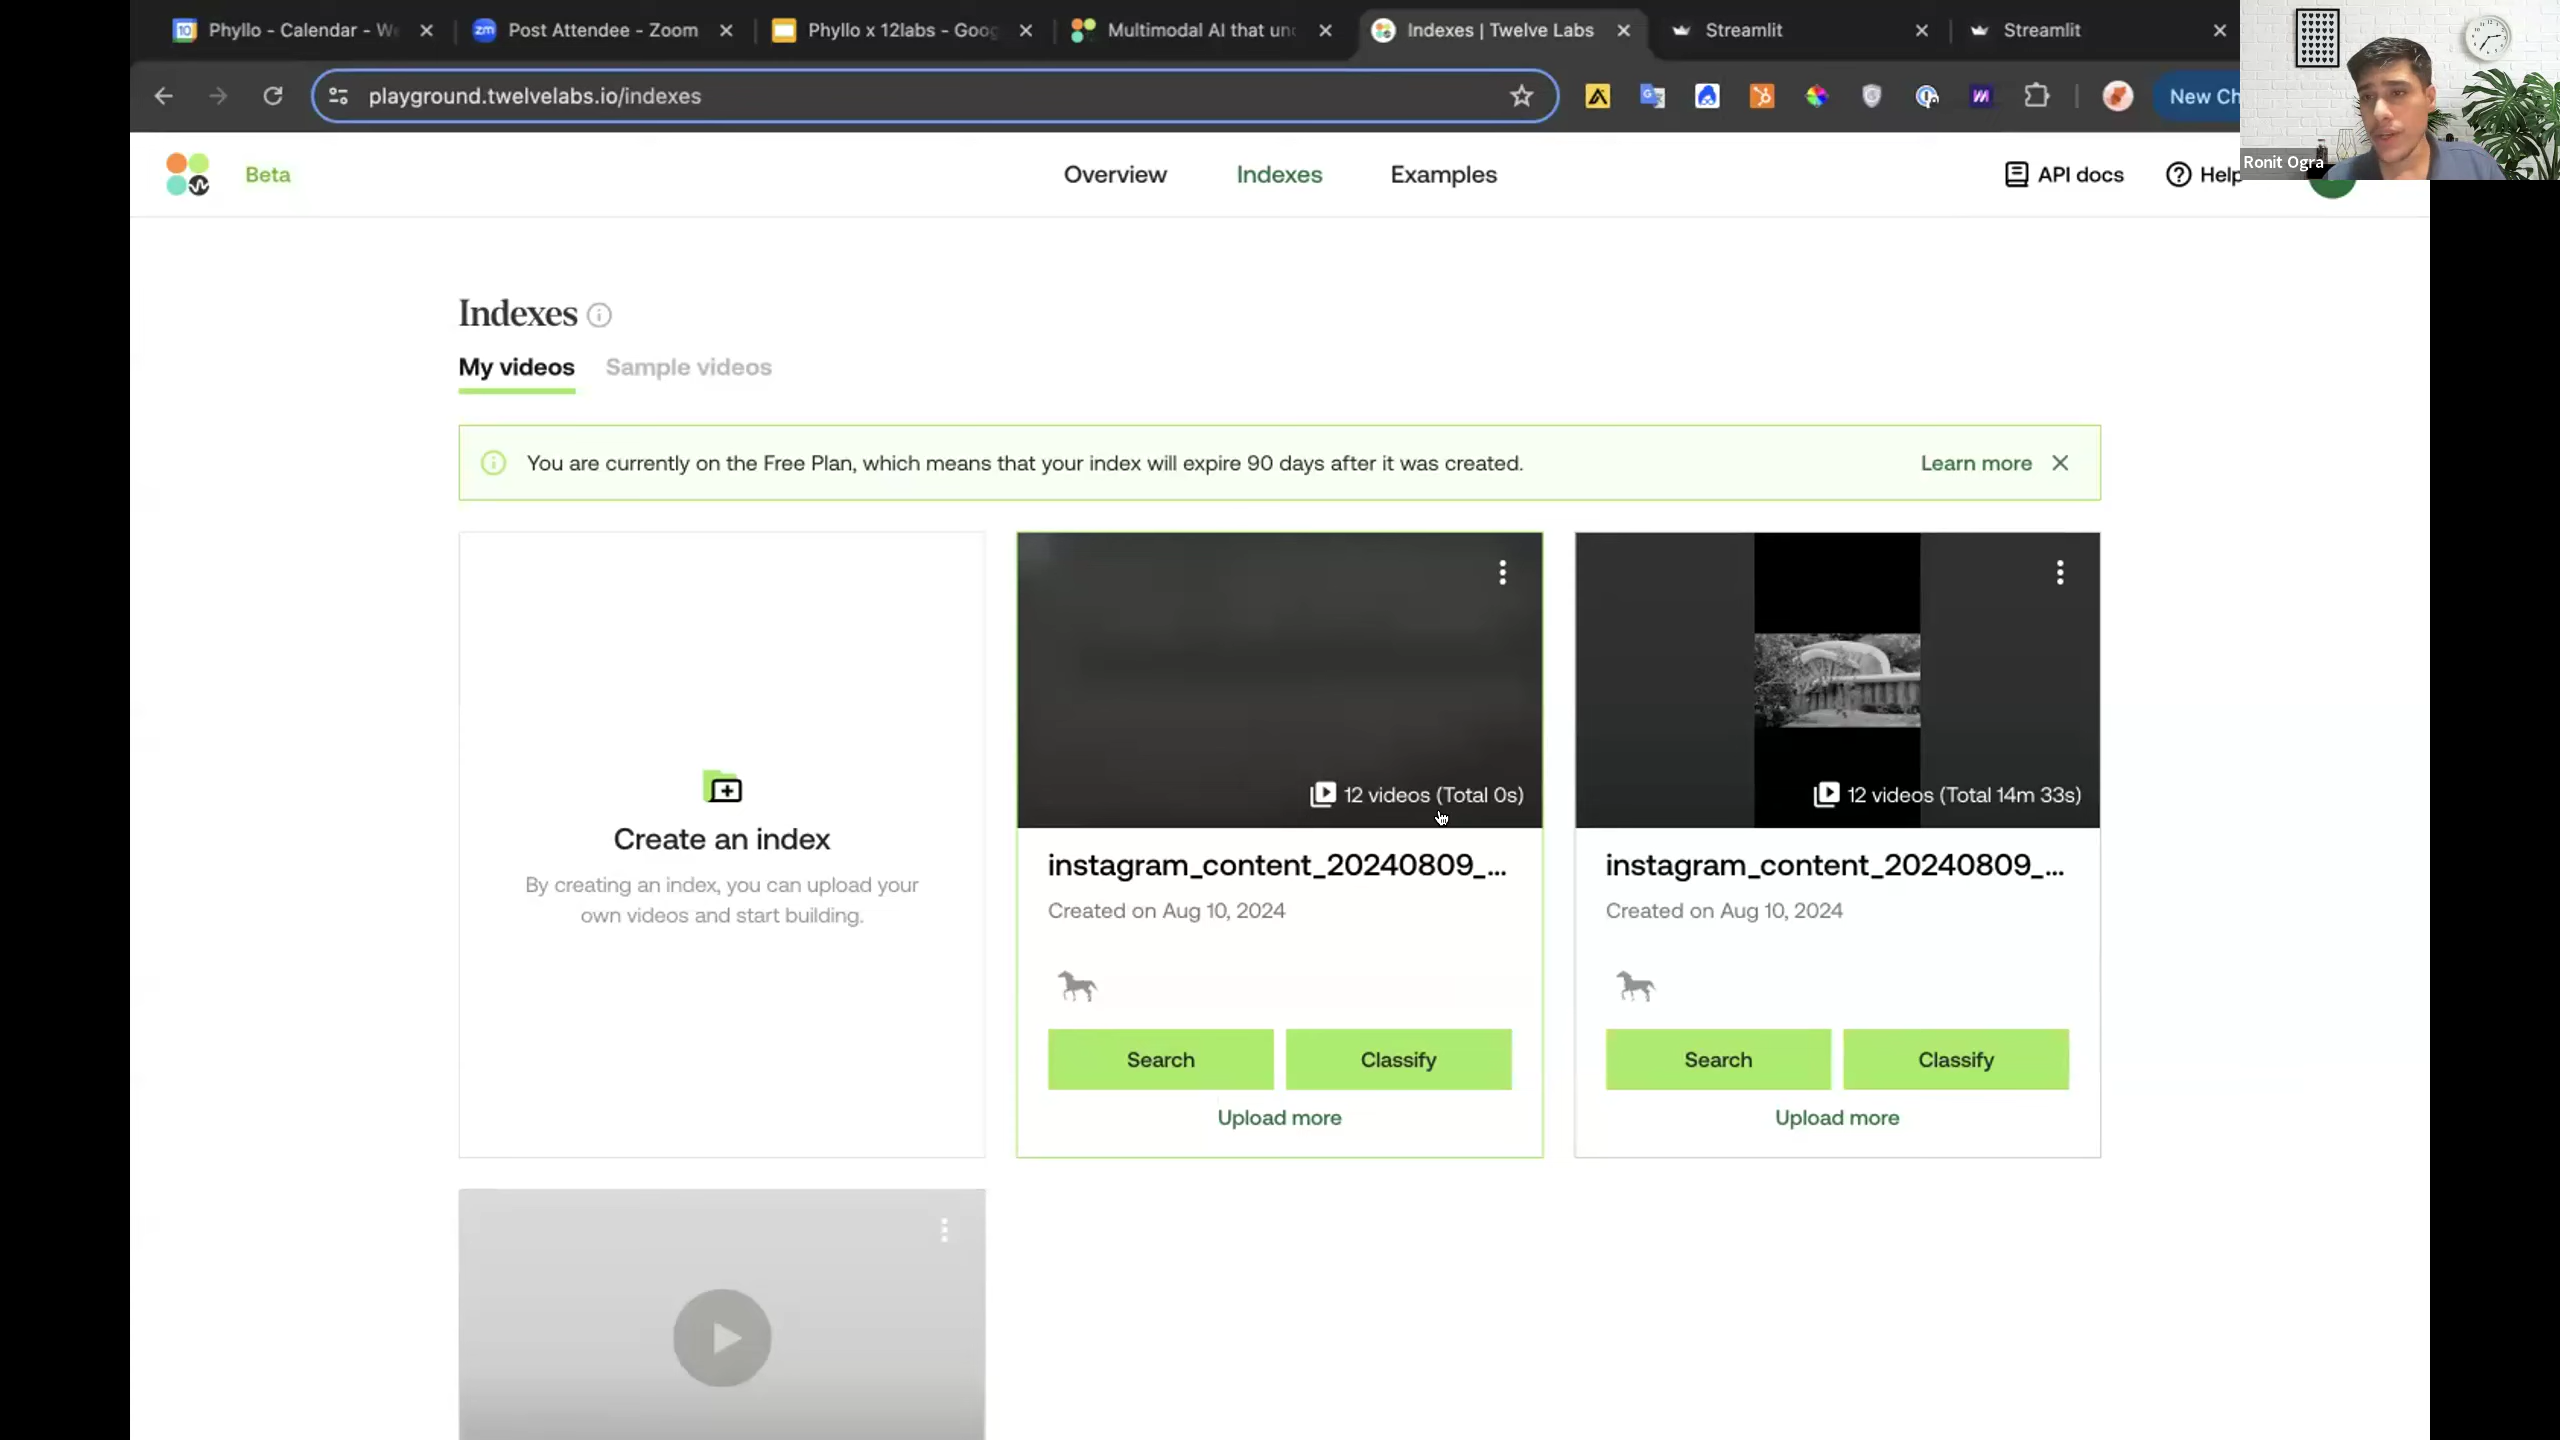 Phyllo - Calendar - We
Post Attendee - Zoom
Phyllo x 12labs - Goog
Multimodal AI that und
Indexes | Twelve Labs
Streamlit
Streamlit
playground.twelvelabs.io/indexes
New Ch
Ronit Ogra
Beta
Overview
Indexes
Examples
API docs
Help
Indexes
My videos
Sample videos
You are currently on the Free Plan, which means that your index will expire 90 days after it was created.
Learn more
12 videos (Total 0s)
12 videos (Total 14m 33s)
Create an index
By creating an index, you can upload your
own videos and start building.
instagram_content_20240809_...
Created on Aug 10, 2024
Search
Classify
Upload more
instagram_content_20240809_...
Created on Aug 10, 2024
Search
Classify
Upload more